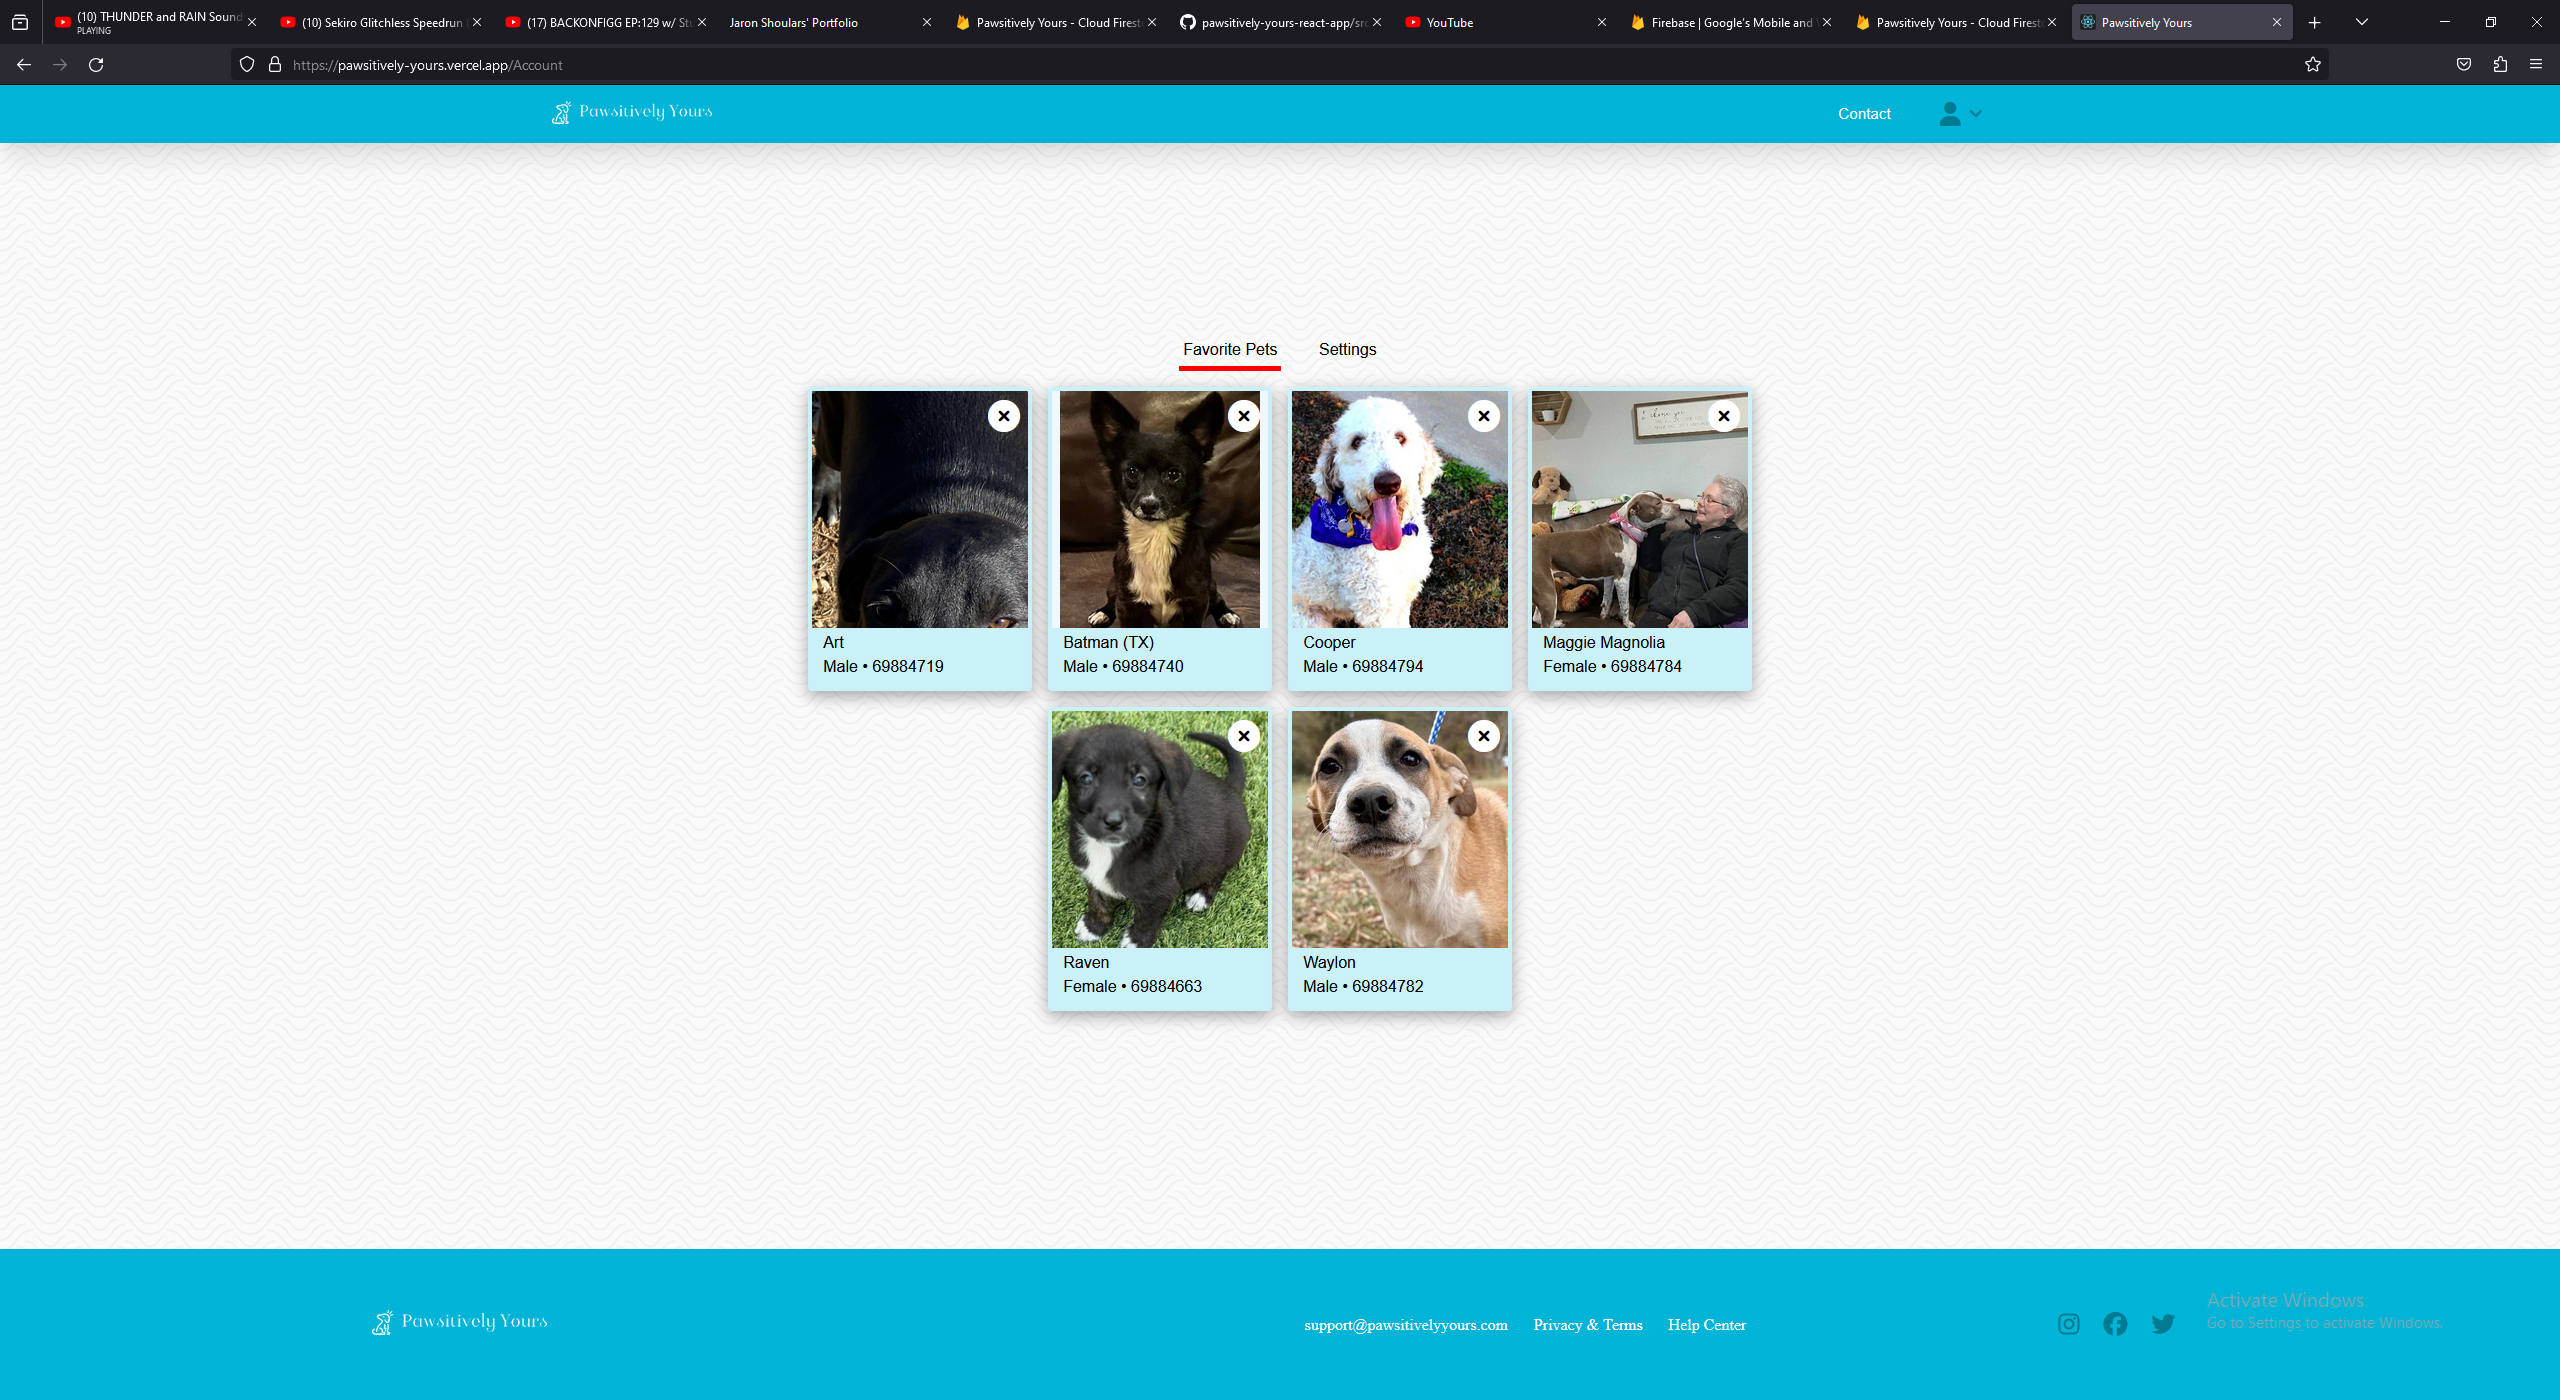 (10) THUNDER and RAIN Sound
PLAYING
(10) Sekiro Glitchless Speedrun
(17) BACKONFIGG EP:129 w/ Stu
Jaron Shoulars' Portfolio
Pawsitively Yours - Cloud Firest
pawsitively-yours-react-app/src
YouTube
Firebase | Google's Mobile and
Pawsitively Yours - Cloud Firest
Pawsitively Yours
https://pawsitively-yours.vercel.app/Account
Pawsitively Yours
Contact
Favorite Pets
Settings
Art
Male • 69884719
Batman (TX)
Male • 69884740
Cooper
Male • 69884794
Maggie Magnolia
Female • 69884784
Raven
Female • 69884663
Waylon
Male • 69884782
Pawsitively Yours
support@pawsitivelyyours.com
Privacy & Terms
Help Center
Activate Windows
Go to Settings to activate Windows.